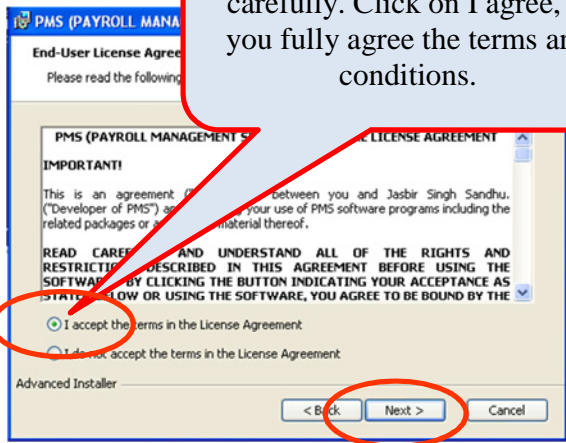 carefully. Click on I agree,
you fully agree the terms an
conditions.
PMS (PAYROLL MANA
End-User License Agree
Please read the following
PMS (PAYROLL MANAGEMENT S LICENSE AGREEMENT
IMPORTANT!
This is an agreement between you and Jasbir Singh Sandhu.
("Developer of PMS") your use of PMS software programs including the
related packages or material thereof.
READ AND UNDERSTAND ALL OF THE RIGHTS AND
RESTRICTIO DESCRIBED IN THIS AGREEMENT BEFORE USING THE
SOFTWA BY CLICKING THE BUTTON INDICATING YOUR ACCEPTANCE AS
OW OR USING THE SOFTWARE, YOU AGREE TO BE BOUND BY THE
I accept the terms in the License Agreement
I do not accept the terms in the License Agreement
Advanced Installer
< Back Next > Cancel